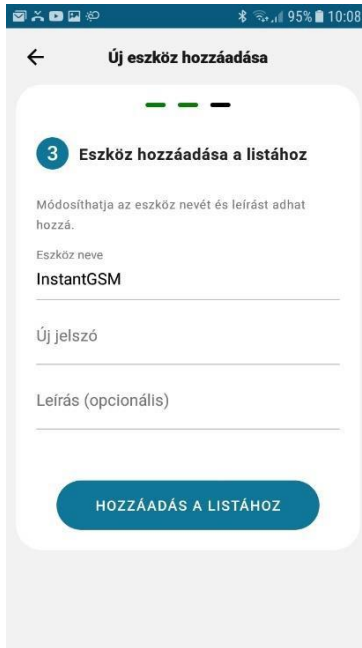 95% 10:08
Új eszköz hozzáadása
3 Eszköz hozzáadása a listához
Módosíthatja az eszköz nevét és leírást adhat
hozzá.
Eszköz neve
InstantGSM
Új jelszó
Leírás (opcionális)
HOZZÁADÁS A LISTÁHOZ